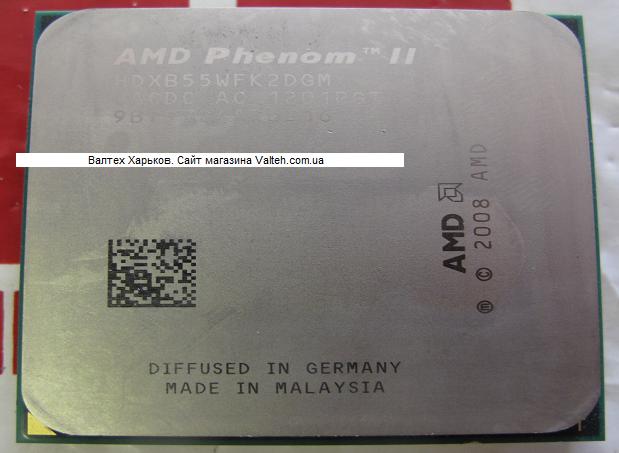 AMD Phenom™ II
HDXB55WFK2DGM
AC
Валтех Харьков. Сайт магазина Valteh.com.ua
AMD
ⓜ © 2008 AMD
DIFFUSED IN GERMANY
MADE IN MALAYSIA